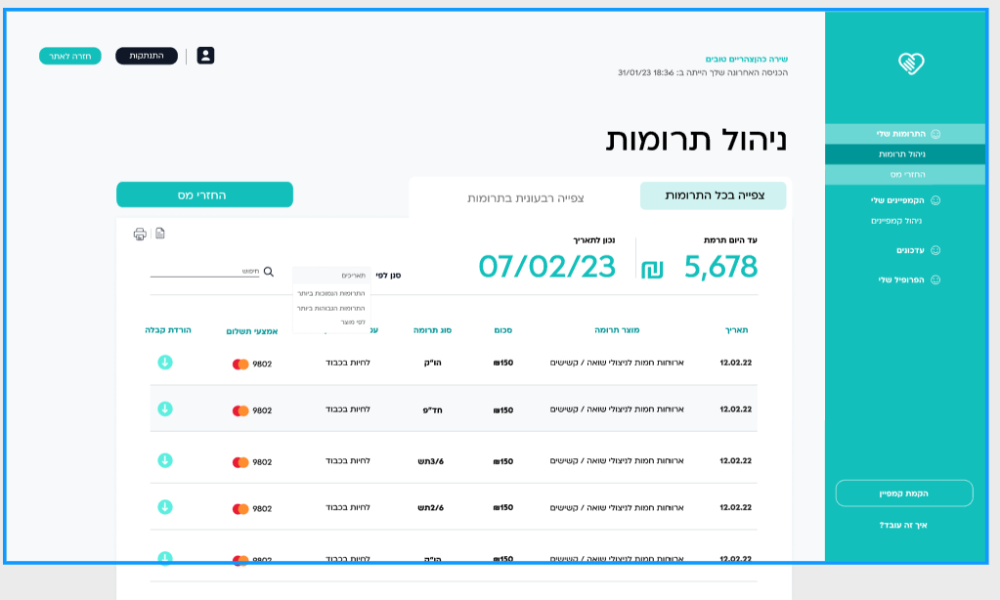 חזרה לאתר
התנתקות
שירה כהןצהריים טובים
הכניסה האחרונה שלך הייתה ב: 18:36 31/01/23
ניהול תרומות
התרומות שלי
ניהול תרומות
החזרי מס
הקמפיינים שלי
ניהול קמפיינים
עדכונים
הפרופיל שלי
הקמת קמפיין
איך זה עובד?
צפייה בכל התרומות
צפייה רבעונית בתרומות
החזרי מס
עד היום תרמת
5,678 ₪
נכון לתאריך
07/02/23
סנן לפי
תאריכים
התרומות הנמוכות ביותר
התרומות הגבוהות ביותר
לפי מוצר
חיפוש
תאריך מוצר תרומה סכום סוג תרומה אמצעי תשלום הורדת קבלה
12.02.22 ארוחות חמות לניצולי שואה / קשישים ₪150 הו"ק לחיות בכבוד 9802
12.02.22 ארוחות חמות לניצולי שואה / קשישים ₪150 חד"פ לחיות בכבוד 9802
12.02.22 ארוחות חמות לניצולי שואה / קשישים ₪150 3/6תש לחיות בכבוד 9802
12.02.22 ארוחות חמות לניצולי שואה / קשישים ₪150 2/6תש לחיות בכבוד 9802
12.02.22 ארוחות חמות לניצולי שואה / קשישים ₪150 הו"ק לחיות בכבוד 9802